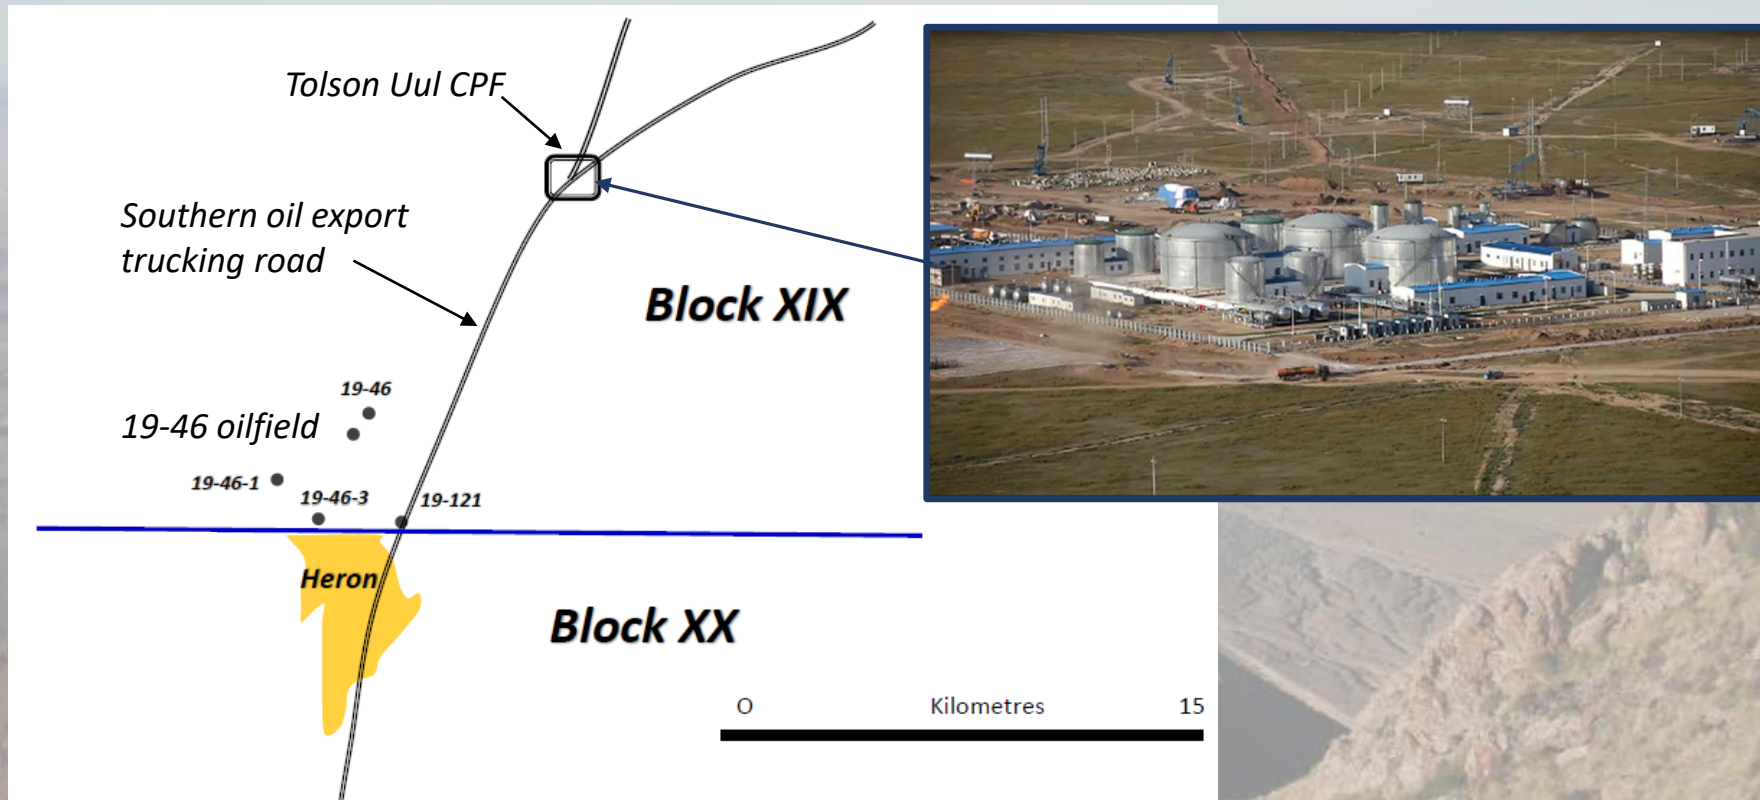 Tolson Uul CPF
Southern oil export
trucking road
Block XIX
19-46
19-46 oilfield
19-46-1
19-46-3
19-121
Heron
Block XX
O Kilometres 15